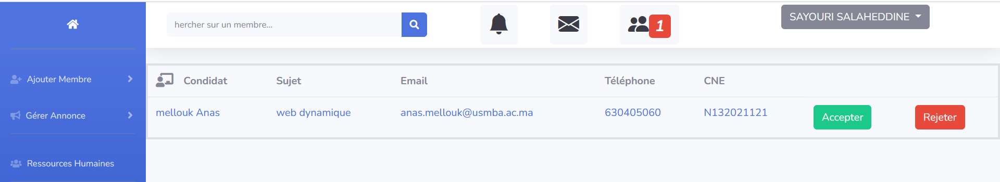 hercher sur un membre...
1
SAYOURI SALAHEDDINE
Ajouter Membre
Gérer Annonce
Ressources Humaines
Condidat Sujet Email Téléphone CNE
mellouk Anas web dynamique anas.mellouk@usmba.ac.ma 630405060 N132021121 Accepter Rejeter